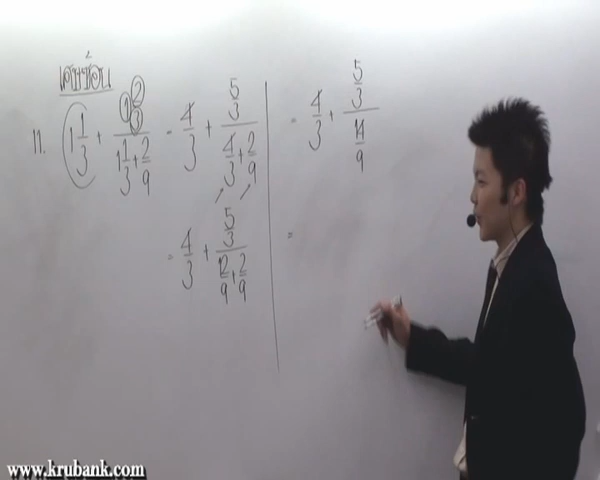 เศษซ้อน
11. (1 1/3 + (1 2/3)/(1 1/3 + 2/9) = 4/3 + (5/3)/(4/3 + 2/9)
= 4/3 + (5/3)/(12/9 + 2/9)
= 4/3 + (5/3)/(14/9)
=
www.krubank.com